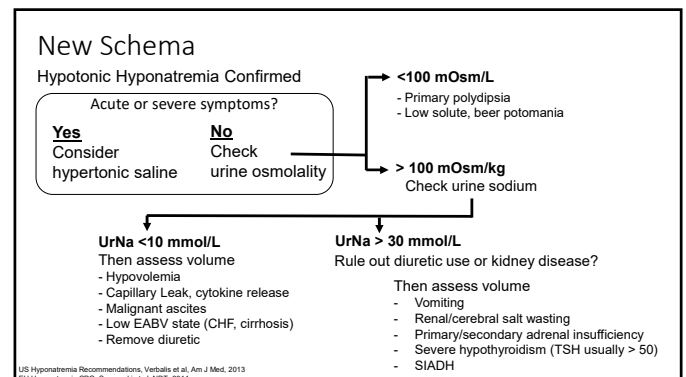 New Schema
Hypotonic Hyponatremia Confirmed
Acute or severe symptoms?
Yes
Consider
hypertonic saline
No
Check
urine osmolality
<100 mOsm/L
- Primary polydipsia
- Low solute, beer potomania
> 100 mOsm/kg
Check urine sodium
UrNa <10 mmol/L
Then assess volume
- Hypovolemia
- Capillary Leak, cytokine release
- Malignant ascites
- Low EABV state (CHF, cirrhosis)
- Remove diuretic
UrNa > 30 mmol/L
Rule out diuretic use or kidney disease?
Then assess volume
- Vomiting
- Renal/cerebral salt wasting
- Primary/secondary adrenal insufficiency
- Severe hypothyroidism (TSH usually > 50)
- SIADH
US Hyponatremia Recommendations, Verbalis et al, Am J Med, 2013